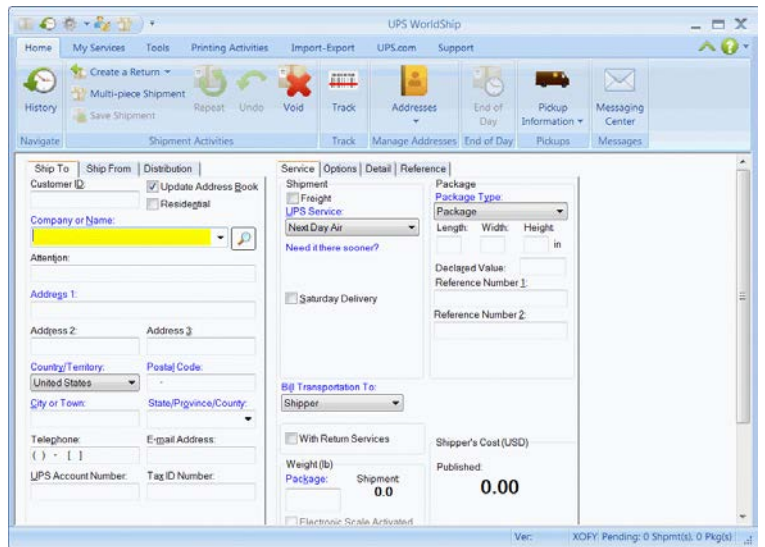 UPS WorldShip
Home My Services Tools Printing Activities Import-Export UPS.com Support
History
Create a Return
Multi-piece Shipment
Save Shipment
Repeat Undo Void Track Addresses End of Day Pickup Information Messaging Center
Navigate Shipment Activities Track Manage Addresses End of Day Pickups Messages
Ship To Ship From Distribution
Customer ID:
Update Address Book
Residential
Company or Name:
Attention:
Address 1:
Address 2: Address 3:
Country/Territory: Postal Code:
United States -
City or Town: State/Province/County:
Telephone: E-mail Address:
( ) - [ ]
UPS Account Number: Tax ID Number:
Service Options Detail Reference
Shipment
Freight
UPS Service:
Next Day Air
Need it there sooner?
Saturday Delivery
Bill Transportation To:
Shipper
With Return Services
Weight (lb)
Package: Shipment:
0.0
Electronic Scale Activated
Package
Package Type:
Package
Length: Width: Height:
in
Declared Value:
Reference Number 1:
Reference Number 2:
Shipper's Cost (USD)
Published:
0.00
Ver: XOFY Pending: 0 Shpmt(s), 0 Pkg(s)